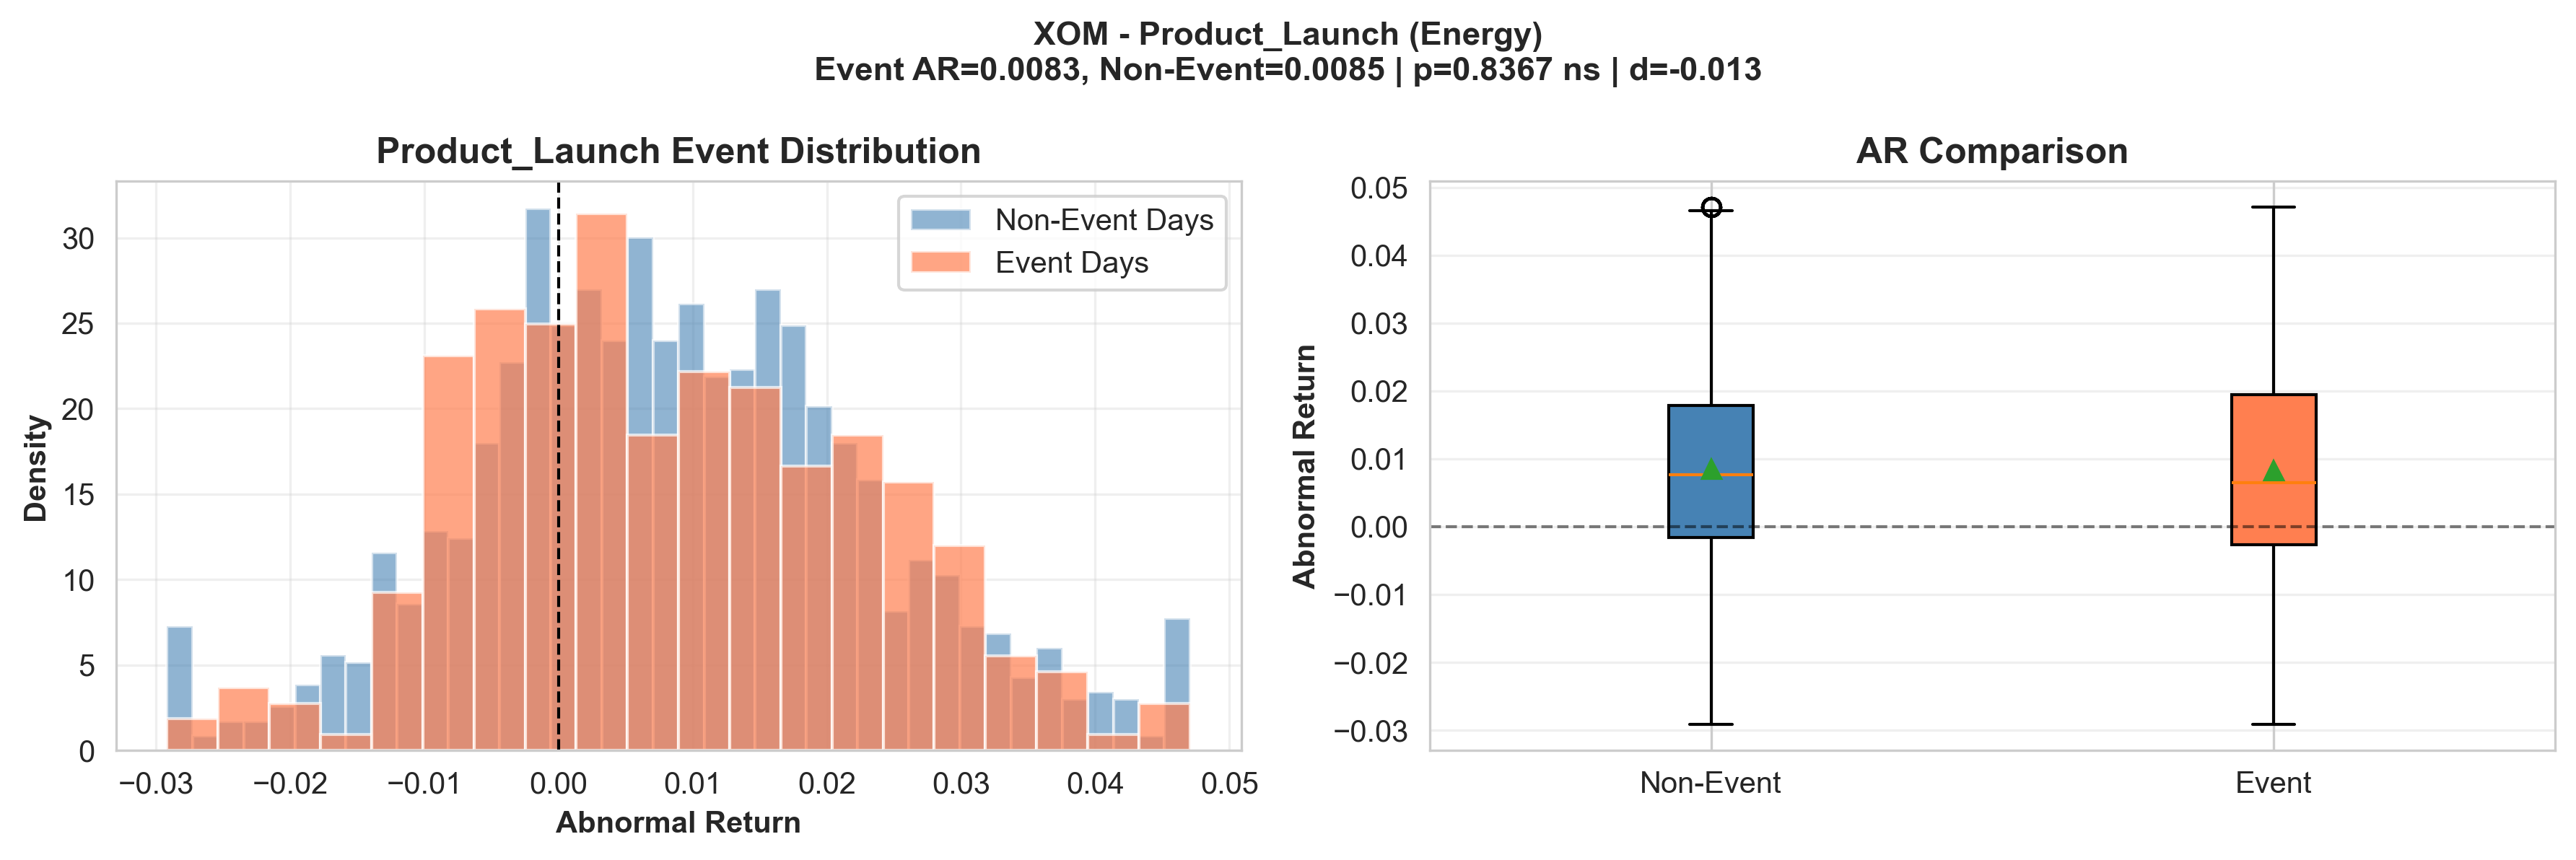 XOM - Product_Launch (Energy)
Event AR=0.0083, Non-Event=0.0085 | p=0.8367 ns | d=-0.013
Product_Launch Event Distribution
Density
30
25
20
15
10
5
0
Non-Event Days
Event Days
−0.03 −0.02 −0.01 0.00 0.01 0.02 0.03 0.04 0.05
Abnormal Return
AR Comparison
Abnormal Return
0.05
0.04
0.03
0.02
0.01
0.00
−0.01
−0.02
−0.03
Non-Event Event